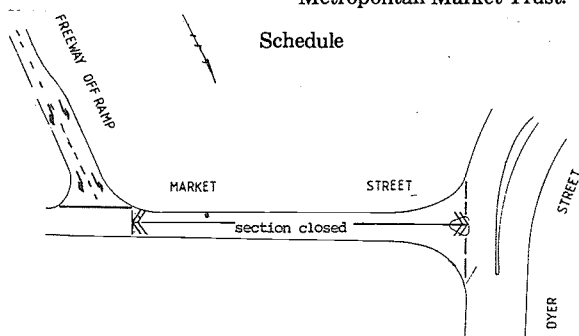 Metropolitan Market Trust.
Schedule
FREEWAY OFF RAMP
MARKET STREET
section closed
DYER STREET